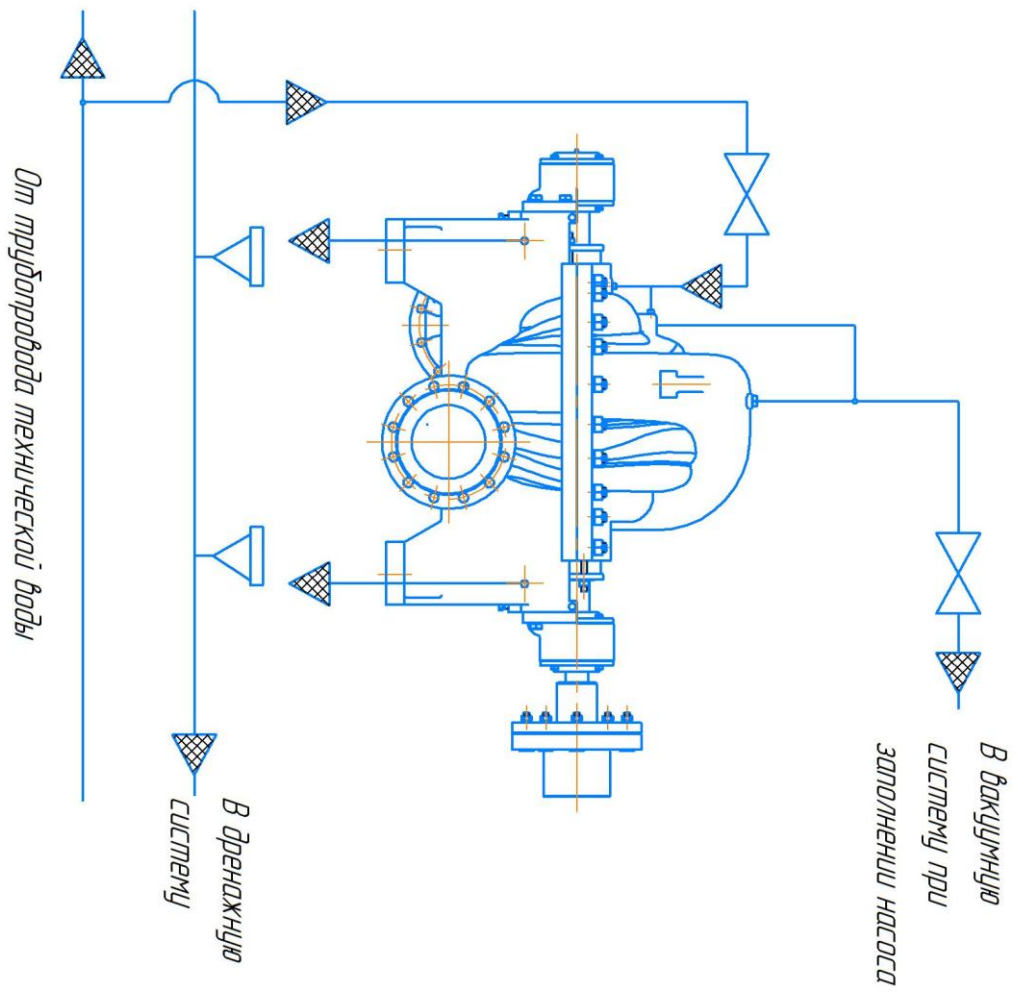 В вакуумную
систему при
заполнении насоса
В дренажную
систему
От трубопровода технической воды